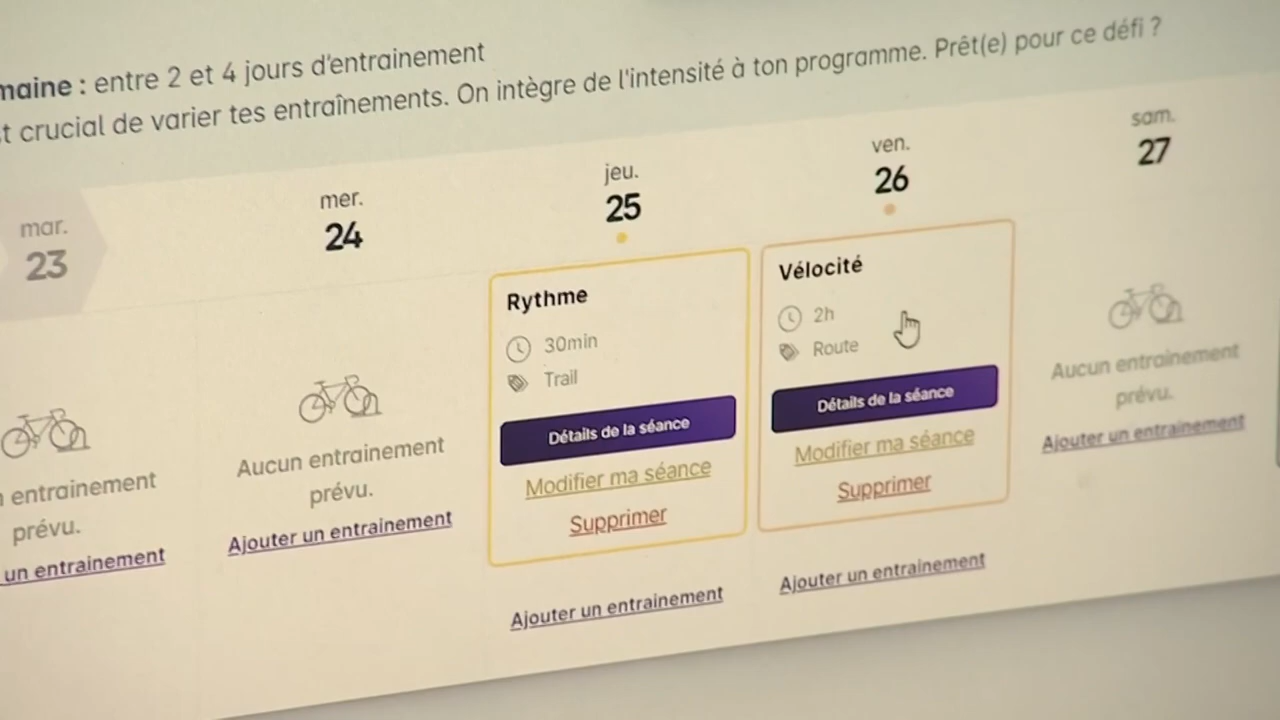 maine : entre 2 et 4 jours d'entrainement
t crucial de varier tes entraînements. On intègre de l'intensité à ton programme. Prêt(e) pour ce défi ?
mar.
23
mer.
24
jeu.
25
ven.
26
sam.
27
entrainement
prévu.
un entrainement
Aucun entrainement
prévu.
Ajouter un entrainement
Rythme
30min
Trail
Détails de la séance
Modifier ma séance
Supprimer
Ajouter un entrainement
Vélocité
2h
Route
Détails de la séance
Modifier ma séance
Supprimer
Ajouter un entrainement
Aucun entrainement
prévu.
Ajouter un entrainement